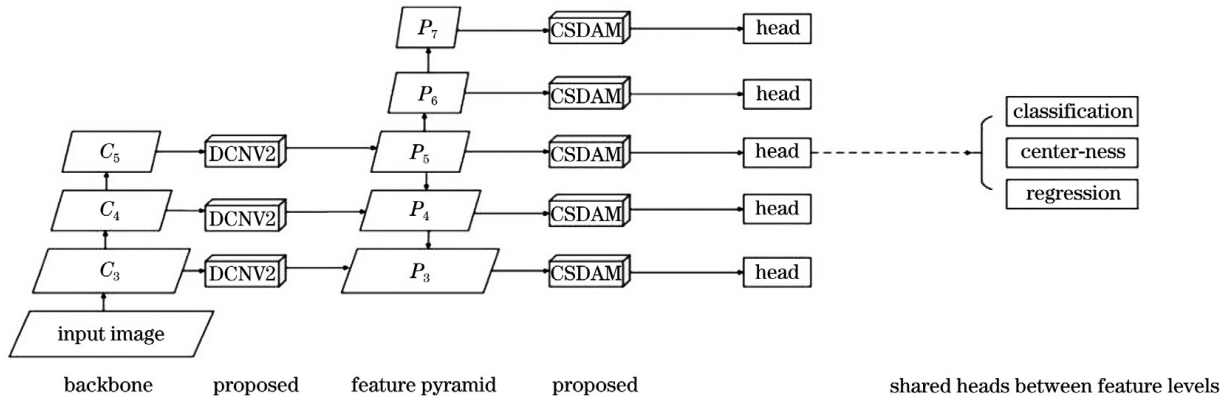 P₇ CSDAM head
P₆ CSDAM head
classification
C₅ DCNV2 P₅ CSDAM head center-ness
regression
C₄ DCNV2 P₄ CSDAM head
C₃ DCNV2 P₃ CSDAM head
input image
backbone proposed feature pyramid proposed shared heads between feature levels